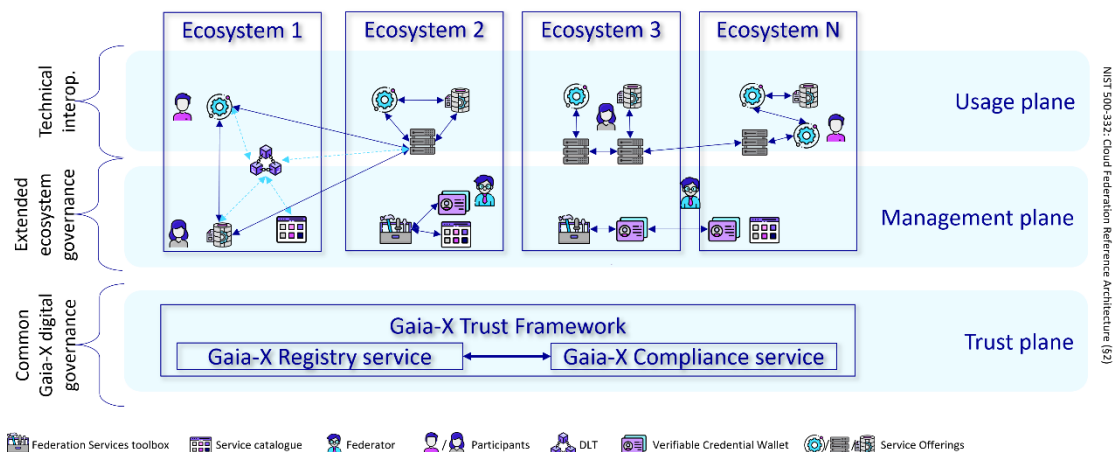 Ecosystem 1
Ecosystem 2
Ecosystem 3
Ecosystem N
Technical
interop.
Usage plane
Extended
ecosystem
governance
Management plane
Common
Gaia-X digital
governance
Gaia-X Trust Framework
Gaia-X Registry service
Gaia-X Compliance service
Trust plane
NIST 500-332: Cloud Federation Reference Architecture (§2)
Federation Services toolbox
Service catalogue
Federator
Participants
DLT
Verifiable Credential Wallet
Service Offerings